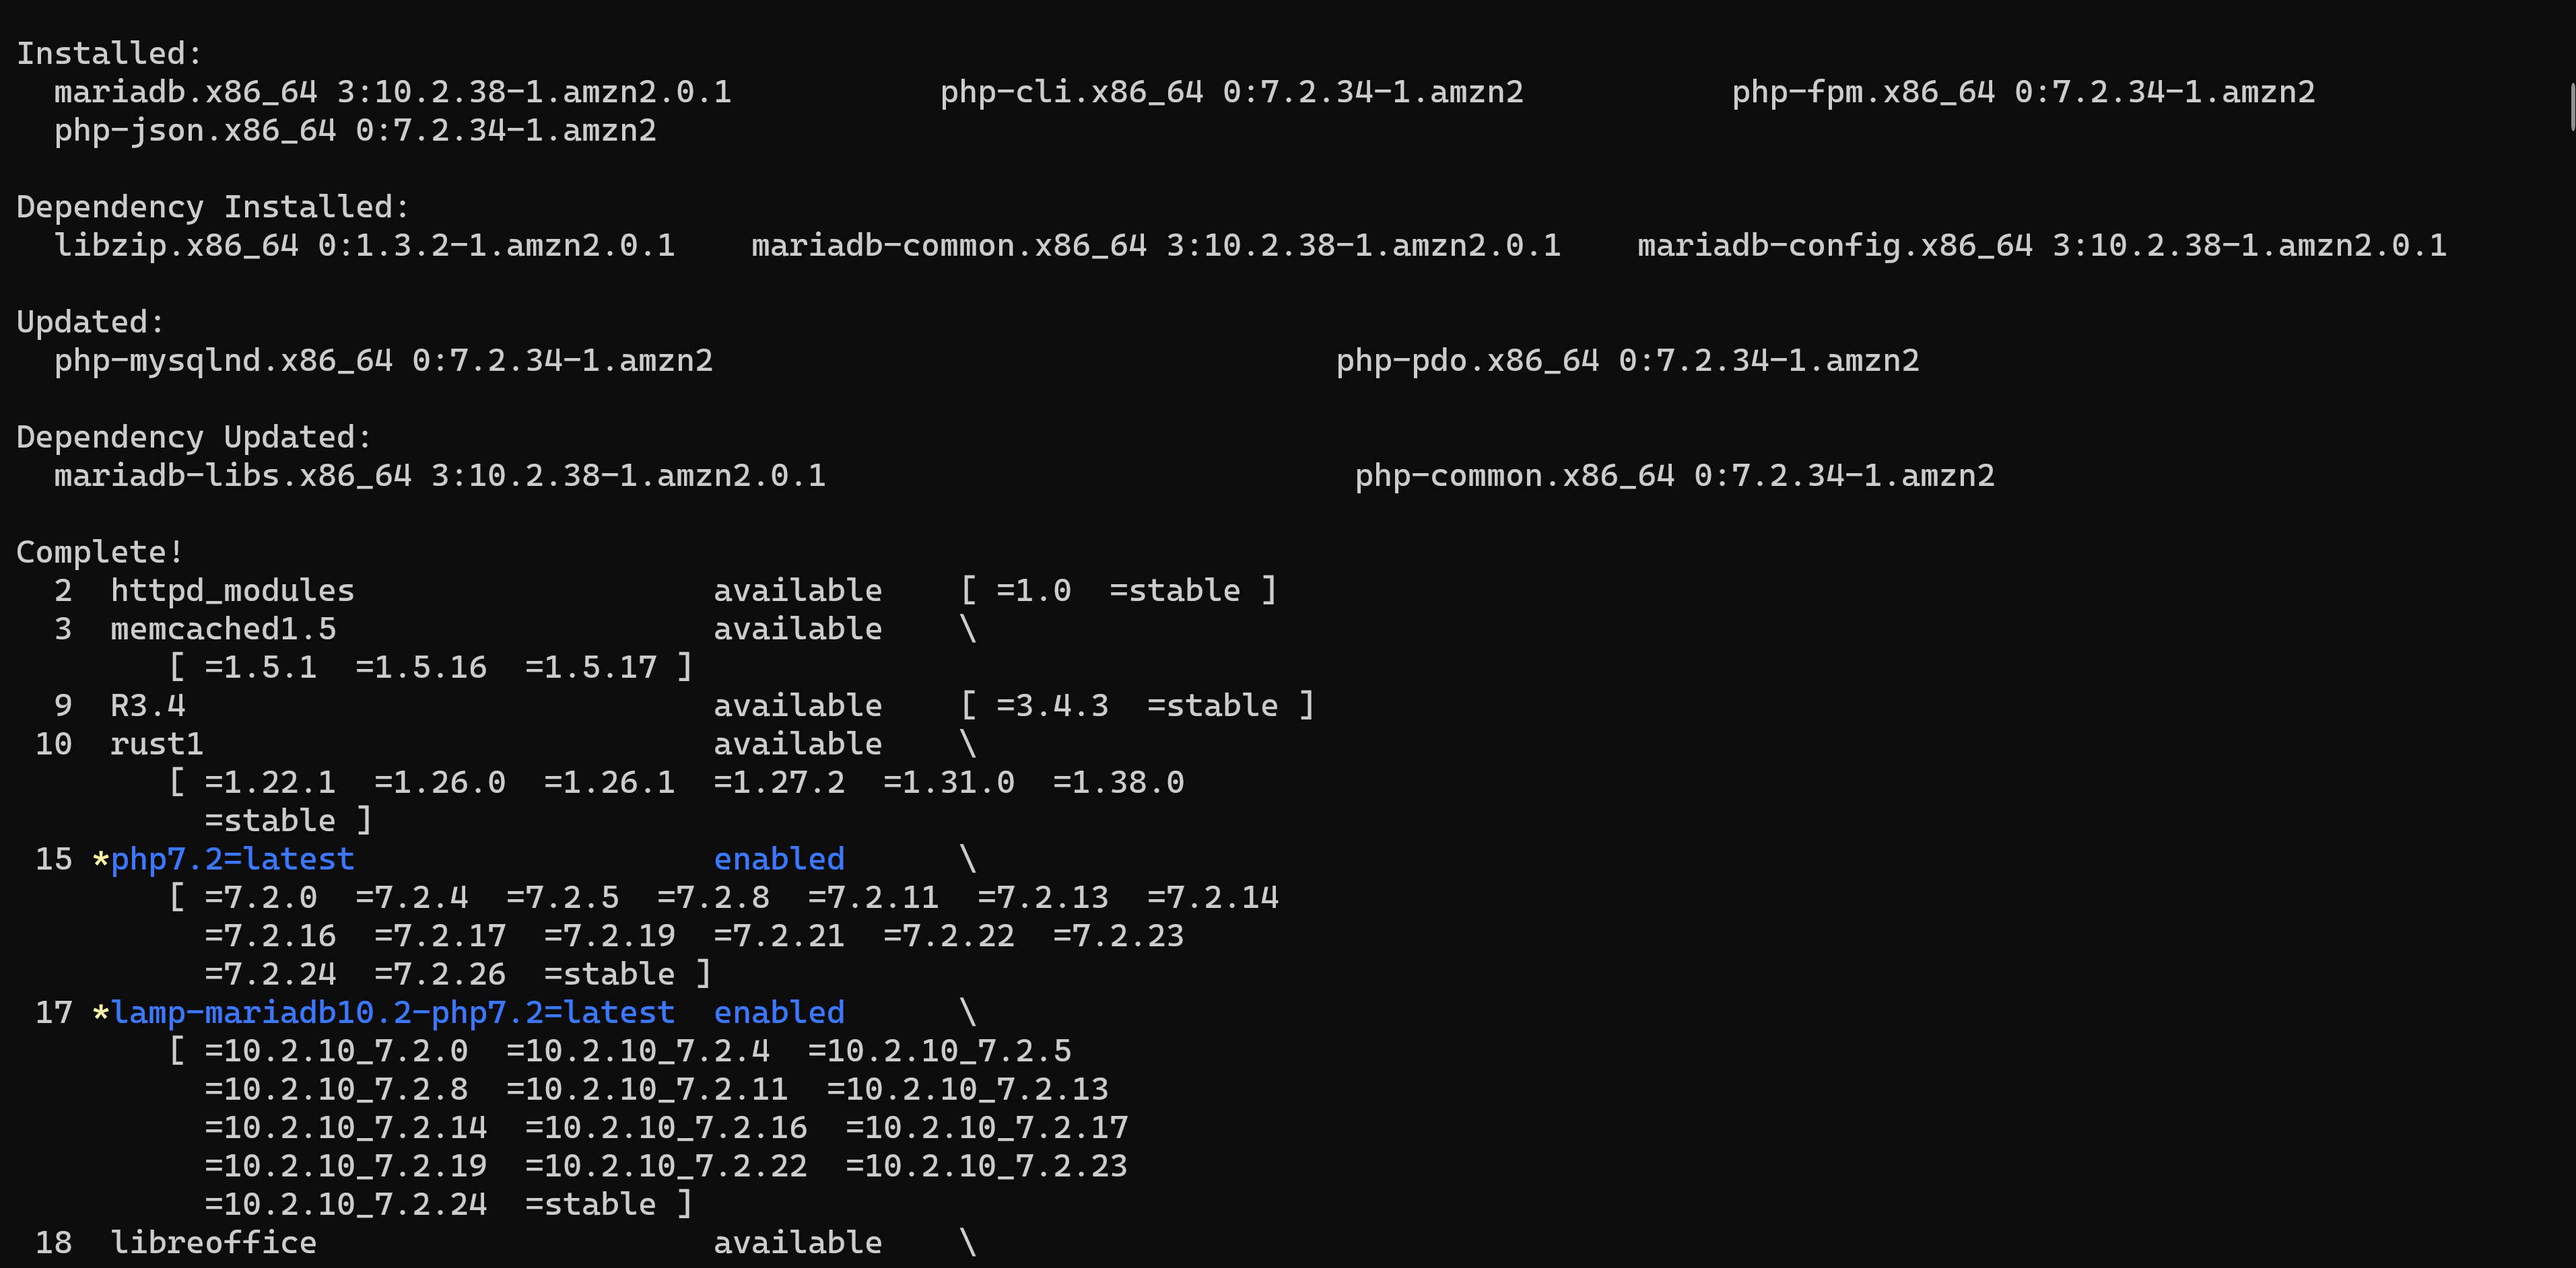 Installed:
  mariadb.x86_64 3:10.2.38-1.amzn2.0.1           php-cli.x86_64 0:7.2.34-1.amzn2           php-fpm.x86_64 0:7.2.34-1.amzn2
  php-json.x86_64 0:7.2.34-1.amzn2

Dependency Installed:
  libzip.x86_64 0:1.3.2-1.amzn2.0.1    mariadb-common.x86_64 3:10.2.38-1.amzn2.0.1    mariadb-config.x86_64 3:10.2.38-1.amzn2.0.1

Updated:
  php-mysqlnd.x86_64 0:7.2.34-1.amzn2                                 php-pdo.x86_64 0:7.2.34-1.amzn2

Dependency Updated:
  mariadb-libs.x86_64 3:10.2.38-1.amzn2.0.1                            php-common.x86_64 0:7.2.34-1.amzn2

Complete!
  2  httpd_modules                   available    [ =1.0  =stable ]
  3  memcached1.5                    available    \
        [ =1.5.1  =1.5.16  =1.5.17 ]
  9  R3.4                            available    [ =3.4.3  =stable ]
 10  rust1                           available    \
        [ =1.22.1  =1.26.0  =1.26.1  =1.27.2  =1.31.0  =1.38.0
          =stable ]
 15 *php7.2=latest                   enabled      \
        [ =7.2.0  =7.2.4  =7.2.5  =7.2.8  =7.2.11  =7.2.13  =7.2.14
          =7.2.16  =7.2.17  =7.2.19  =7.2.21  =7.2.22  =7.2.23
          =7.2.24  =7.2.26  =stable ]
 17 *lamp-mariadb10.2-php7.2=latest  enabled      \
        [ =10.2.10_7.2.0  =10.2.10_7.2.4  =10.2.10_7.2.5
          =10.2.10_7.2.8  =10.2.10_7.2.11  =10.2.10_7.2.13
          =10.2.10_7.2.14  =10.2.10_7.2.16  =10.2.10_7.2.17
          =10.2.10_7.2.19  =10.2.10_7.2.22  =10.2.10_7.2.23
          =10.2.10_7.2.24  =stable ]
 18  libreoffice                     available    \